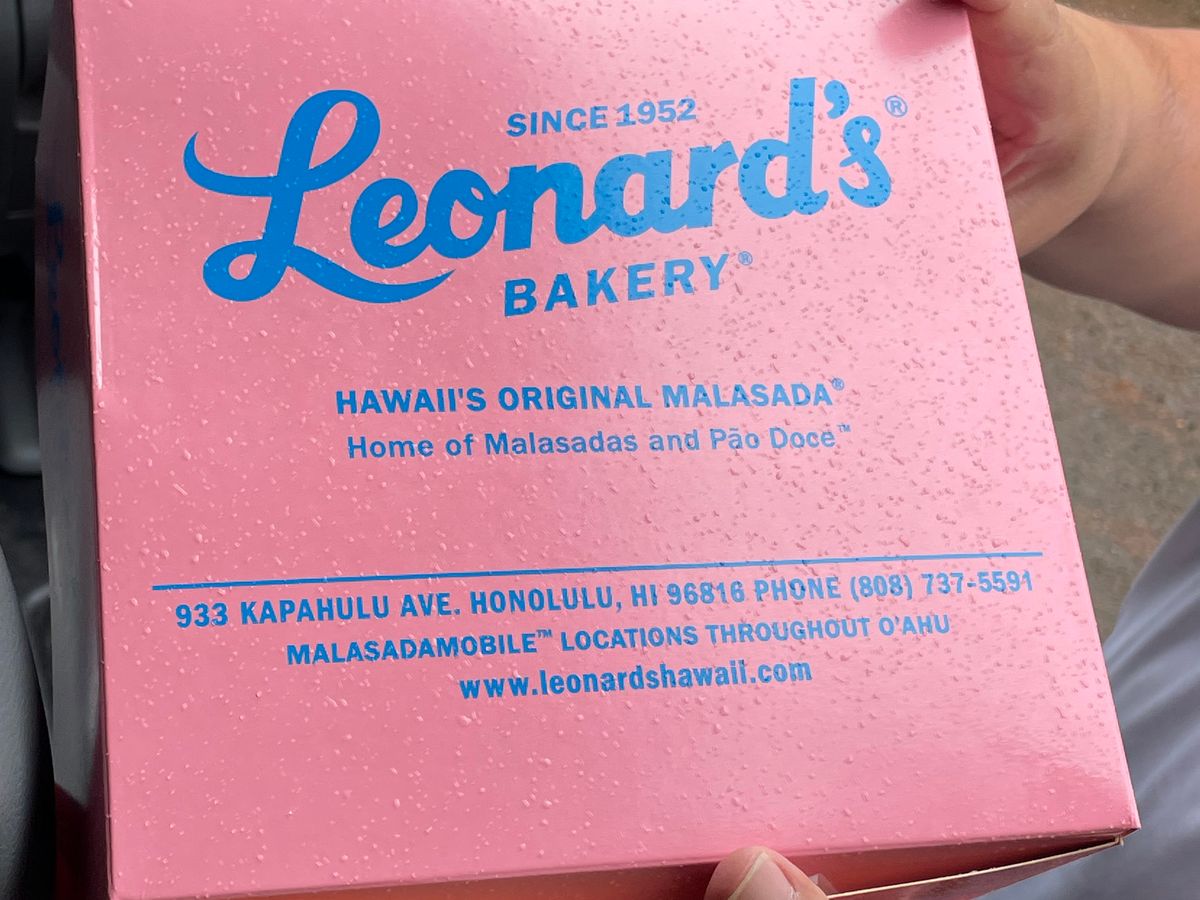 SINCE 1952
Leonard's®
BAKERY®
HAWAII'S ORIGINAL MALASADA®
Home of Malasadas and Pão Doce™
933 KAPAHULU AVE. HONOLULU, HI 96816 PHONE (808) 737-5591
MALASADAMOBILE™ LOCATIONS THROUGHOUT O'AHU
www.leonardshawaii.com